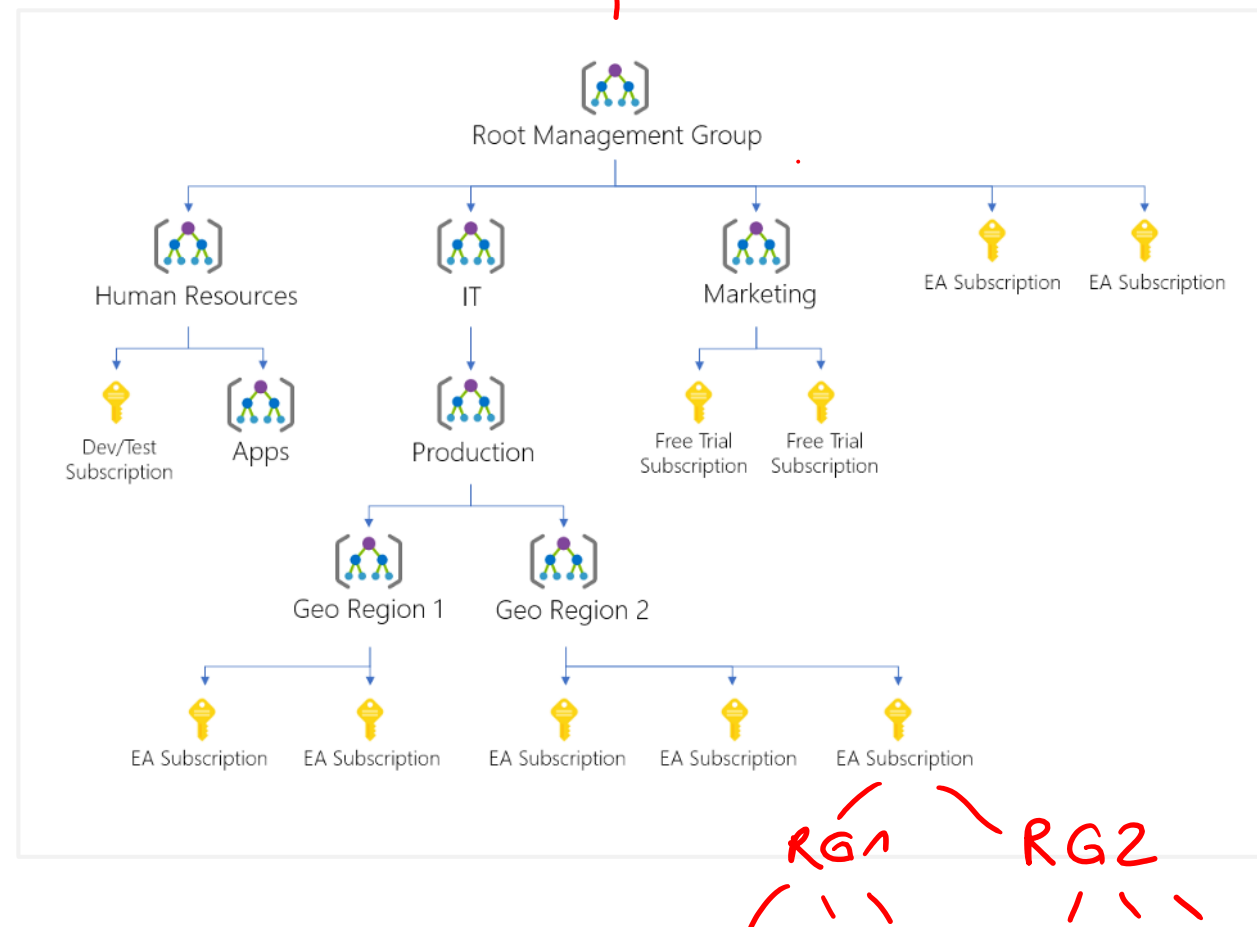 Root Management Group
Human Resources
IT
Marketing
EA Subscription
EA Subscription
Dev/Test
Subscription
Apps
Production
Free Trial
Subscription
Free Trial
Subscription
Geo Region 1
Geo Region 2
EA Subscription
EA Subscription
EA Subscription
EA Subscription
EA Subscription
RG1
RG2